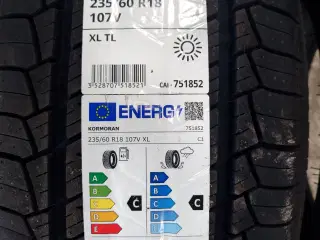 235/60 R18
107V
XL TL
3 528707 518521
CAI: 751852
ENERG
KORMORAN 751852
235/60 R18 107V XL C1
A A
B B
C C C C
D D
E E